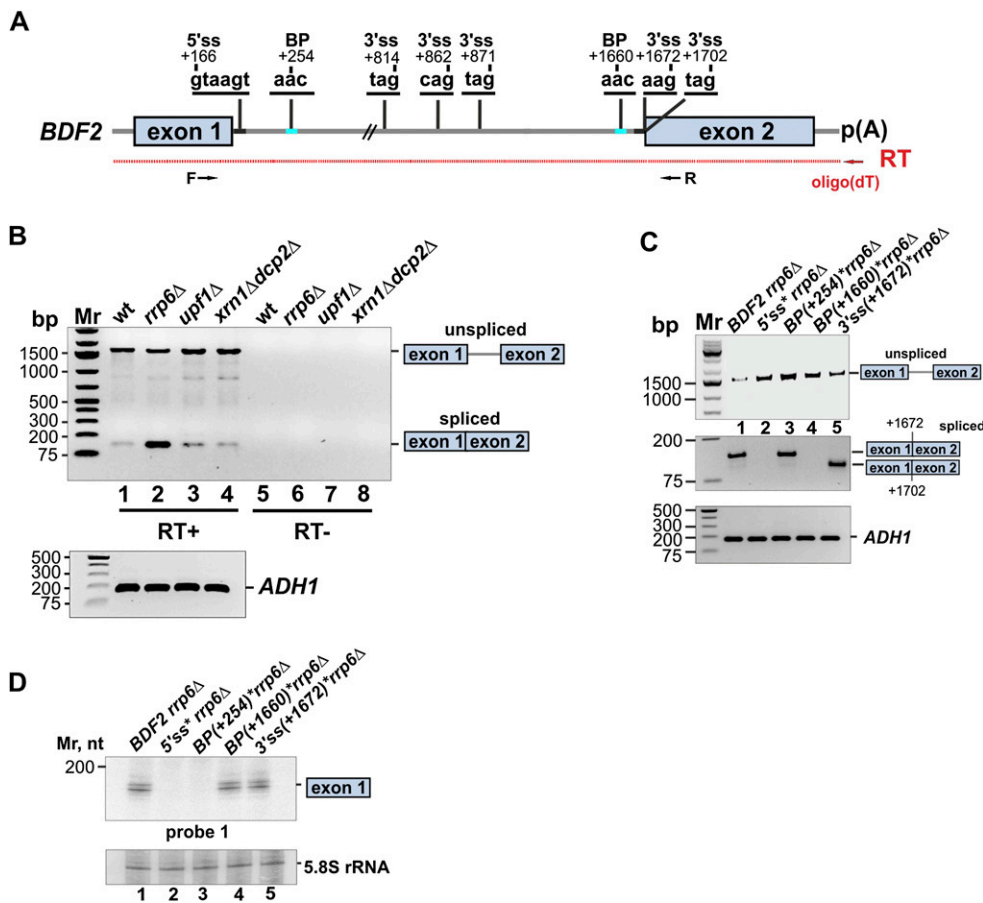 A
5'ss BP 3'ss 3'ss 3'ss BP 3'ss 3'ss
+166 +254 +814 +862 +871 +1660 +1672 +1702
gtaagt aac tag cag tag aac aag tag
BDF2 exon 1 // exon 2 p(A)
RT
F R oligo(dT)
B
wt rrp6Δ upf1Δ xrn1Δdcp2Δ wt rrp6Δ upf1Δ xrn1Δdcp2Δ
bp Mr
unspliced
1500 exon 1 exon 2
1000
500
300
200 spliced
75 exon 1 exon 2
1 2 3 4 5 6 7 8
RT+ RT-
500
300
200 ADH1
75
C
BDF2 rrp6Δ 5'ss* rrp6Δ BP(+254)*rrp6Δ BP(+1660)*rrp6Δ 3'ss(+1672)*rrp6Δ
bp Mr
unspliced
1500 exon 1 exon 2
1000
1 2 3 4 5
+1672 spliced
200 exon 1 exon 2
75 exon 1 exon 2
+1702
500
300
200 ADH1
75
D
BDF2 rrp6Δ 5'ss* rrp6Δ BP(+254)*rrp6Δ BP(+1660)*rrp6Δ 3'ss(+1672)*rrp6Δ
Mr, nt
200
exon 1
probe 1
5.8S rRNA
1 2 3 4 5